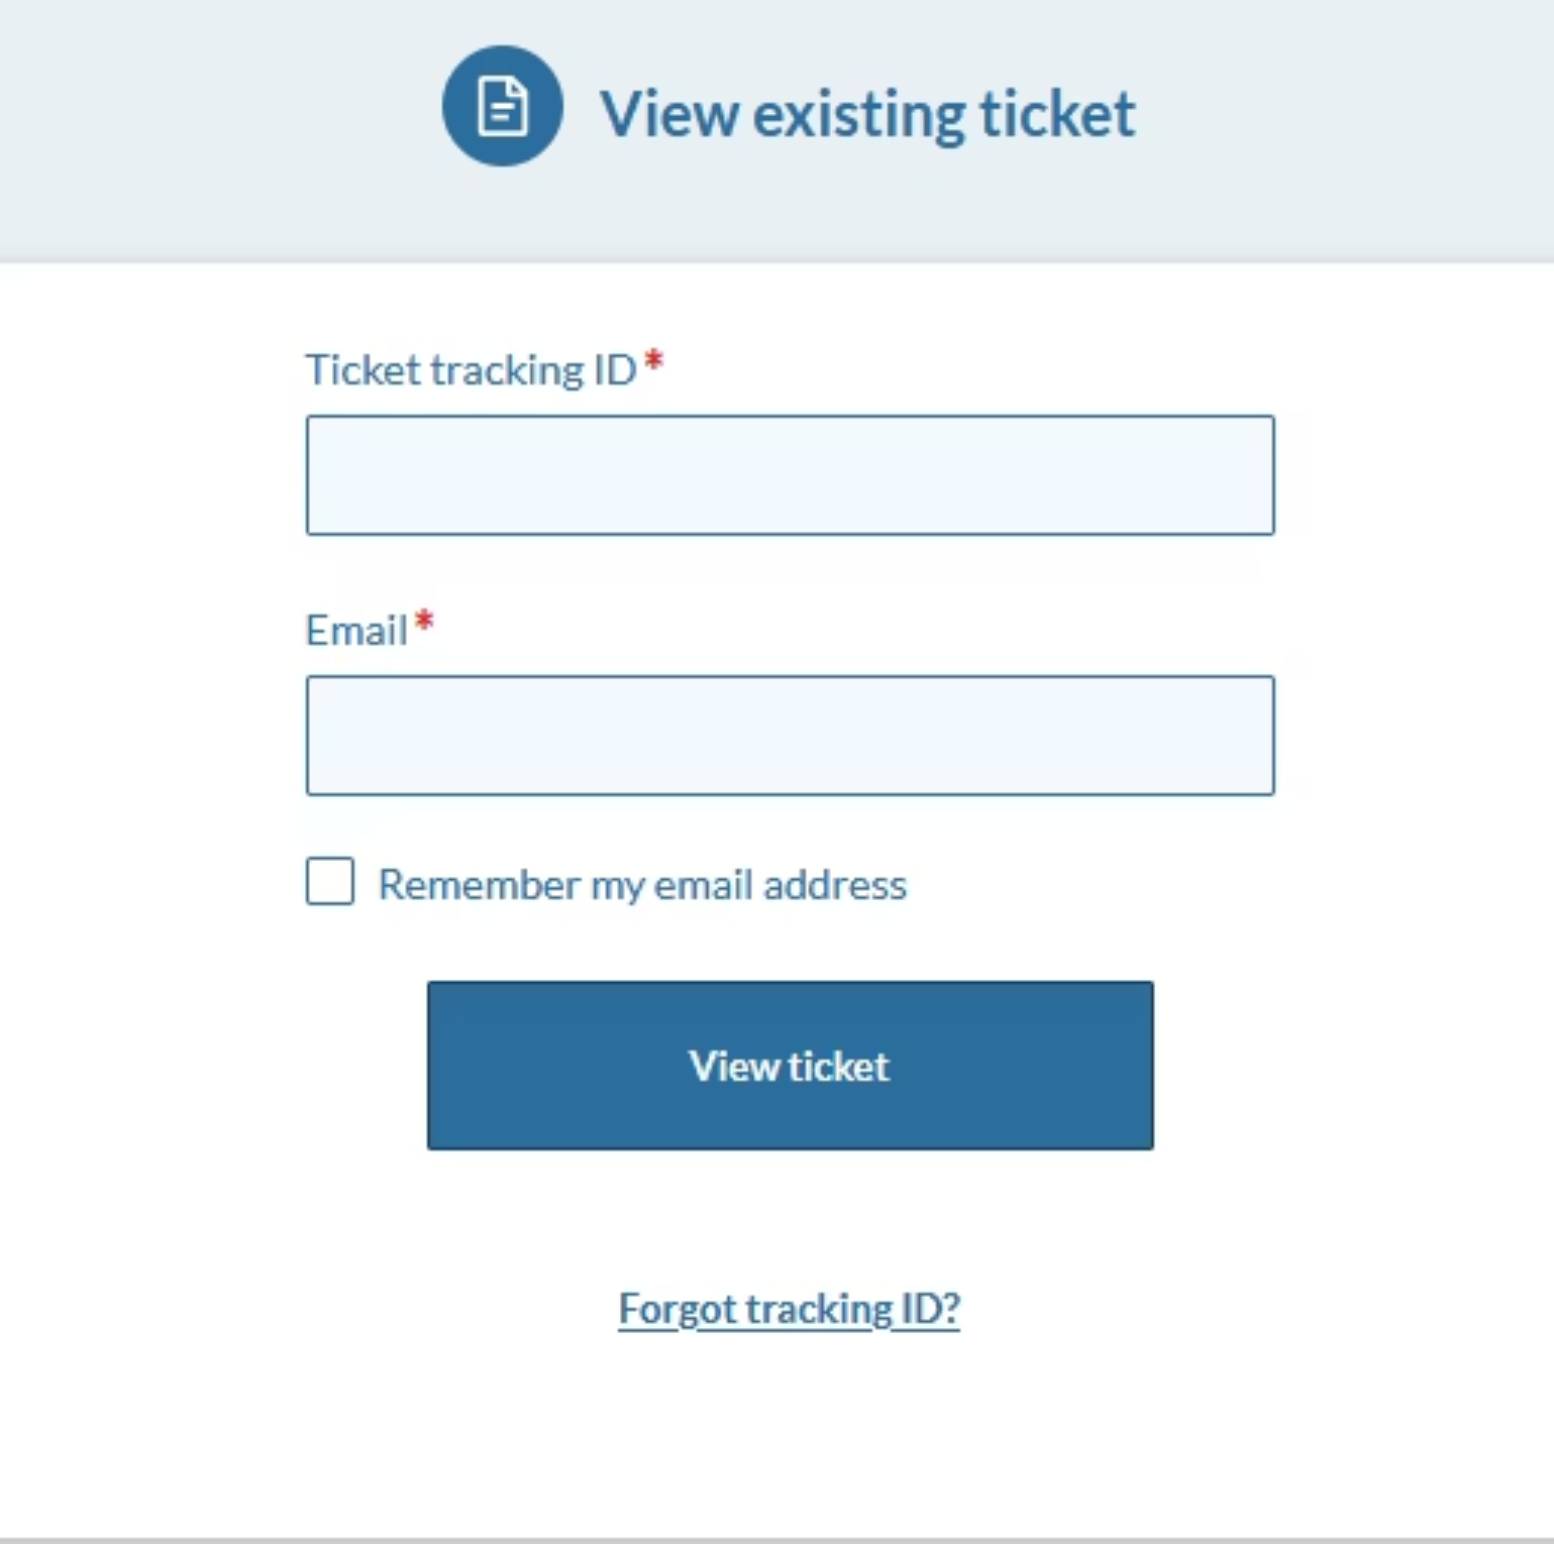 View existing ticket
Ticket tracking ID *
Email *
Remember my email address
View ticket
Forgot tracking ID?